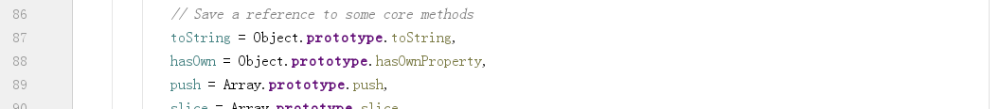 86 // Save a reference to some core methods
87 toString = Object.prototype.toString,
88 hasOwn = Object.prototype.hasOwnProperty,
89 push = Array.prototype.push,
90 slice = Array.prototype.slice